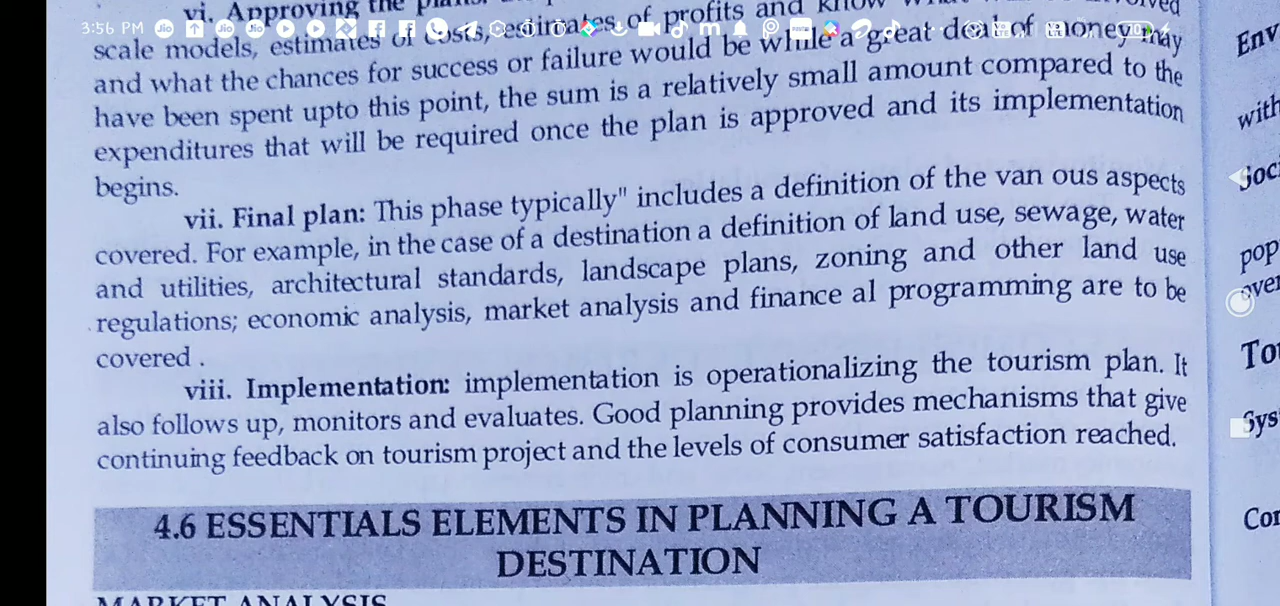 3:56 PM
vi. Approving the
scale models, estimates of costs, estimates of profits and know
and what the chances for success or failure would be while a great deal of money may
have been spent upto this point, the sum is a relatively small amount compared to the
expenditures that will be required once the plan is approved and its implementation
begins.
vii. Final plan: This phase typically" includes a definition of the van ous aspects
covered. For example, in the case of a destination a definition of land use, sewage, water
and utilities, architectural standards, landscape plans, zoning and other land use
regulations; economic analysis, market analysis and finance al programming are to be
covered .
viii. Implementation: implementation is operationalizing the tourism plan. It
also follows up, monitors and evaluates. Good planning provides mechanisms that give
continuing feedback on tourism project and the levels of consumer satisfaction reached.
4.6 ESSENTIALS ELEMENTS IN PLANNING A TOURISM
DESTINATION
MARKET ANALYSIS
Env
with
pop
Sys